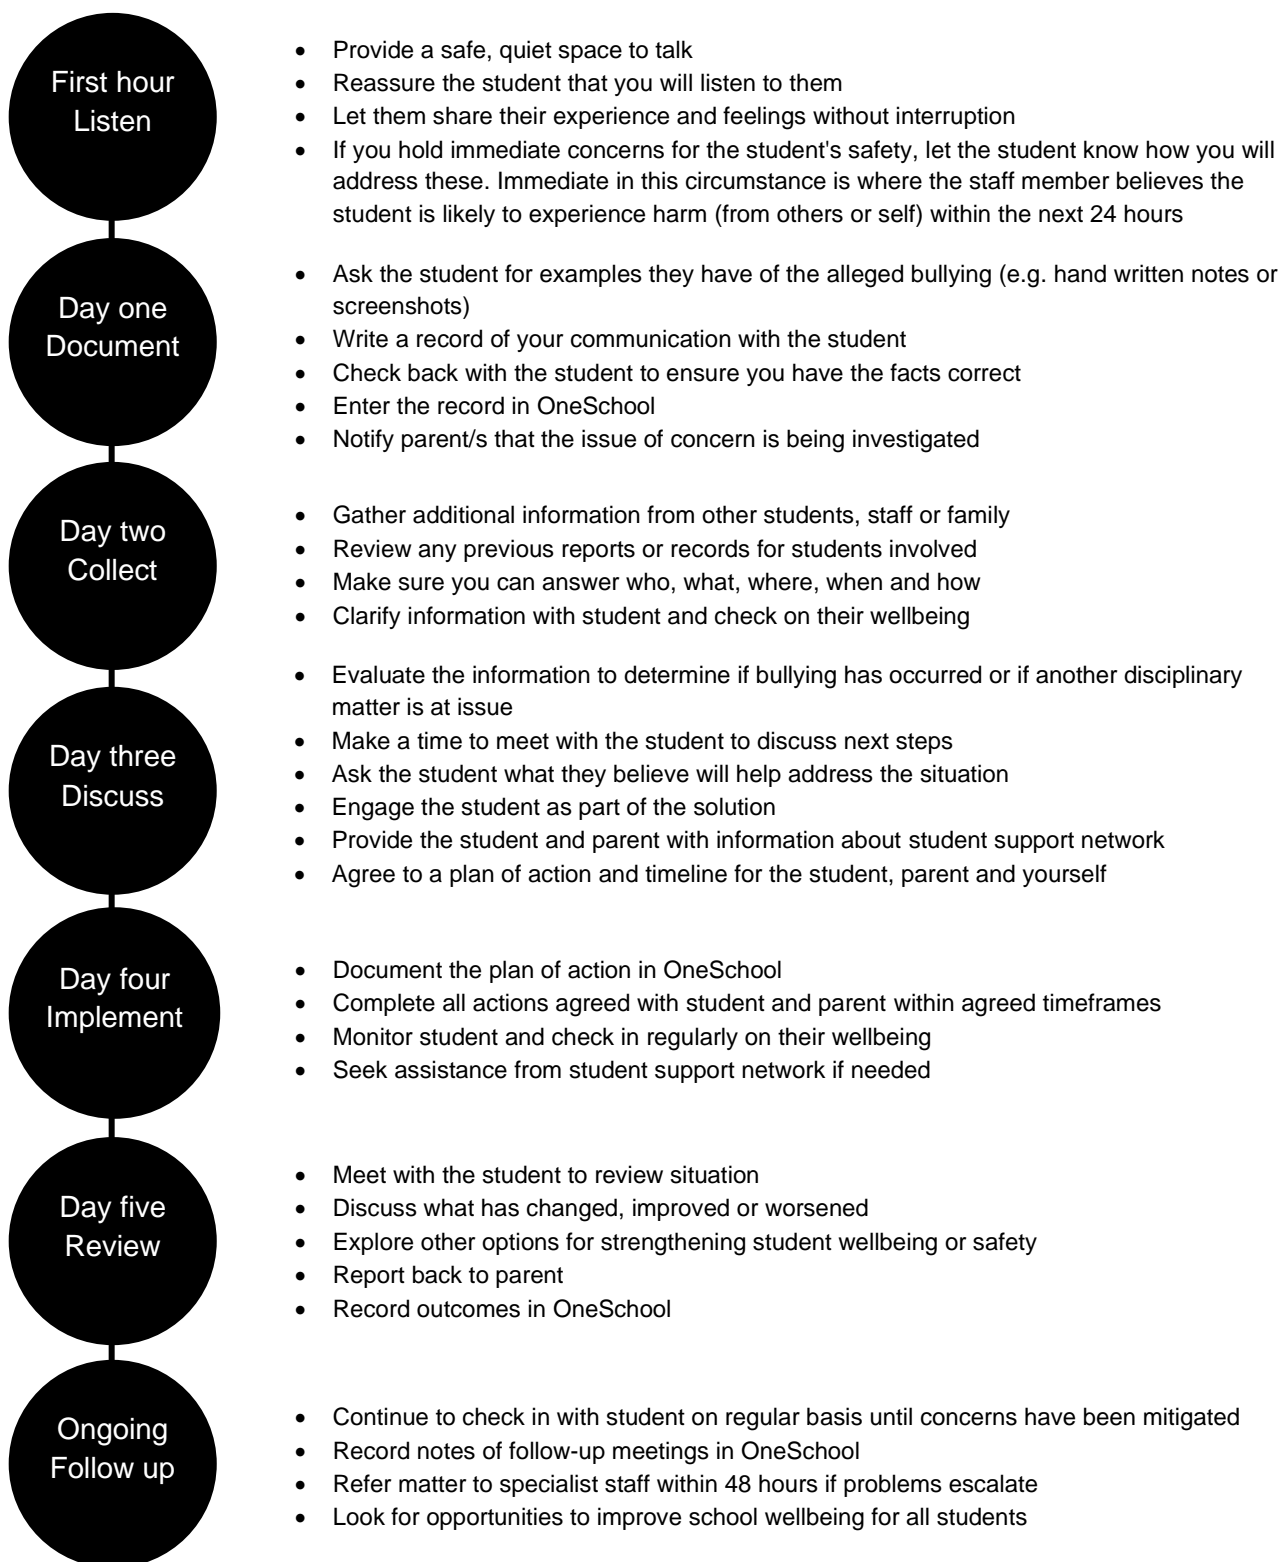 First hour
Listen
• Provide a safe, quiet space to talk
• Reassure the student that you will listen to them
• Let them share their experience and feelings without interruption
• If you hold immediate concerns for the student's safety, let the student know how you will
address these. Immediate in this circumstance is where the staff member believes the
student is likely to experience harm (from others or self) within the next 24 hours
Day one
Document
• Ask the student for examples they have of the alleged bullying (e.g. hand written notes or
screenshots)
• Write a record of your communication with the student
• Check back with the student to ensure you have the facts correct
• Enter the record in OneSchool
• Notify parent/s that the issue of concern is being investigated
Day two
Collect
• Gather additional information from other students, staff or family
• Review any previous reports or records for students involved
• Make sure you can answer who, what, where, when and how
• Clarify information with student and check on their wellbeing
Day three
Discuss
• Evaluate the information to determine if bullying has occurred or if another disciplinary
matter is at issue
• Make a time to meet with the student to discuss next steps
• Ask the student what they believe will help address the situation
• Engage the student as part of the solution
• Provide the student and parent with information about student support network
• Agree to a plan of action and timeline for the student, parent and yourself
Day four
Implement
• Document the plan of action in OneSchool
• Complete all actions agreed with student and parent within agreed timeframes
• Monitor student and check in regularly on their wellbeing
• Seek assistance from student support network if needed
Day five
Review
• Meet with the student to review situation
• Discuss what has changed, improved or worsened
• Explore other options for strengthening student wellbeing or safety
• Report back to parent
• Record outcomes in OneSchool
Ongoing
Follow up
• Continue to check in with student on regular basis until concerns have been mitigated
• Record notes of follow-up meetings in OneSchool
• Refer matter to specialist staff within 48 hours if problems escalate
• Look for opportunities to improve school wellbeing for all students